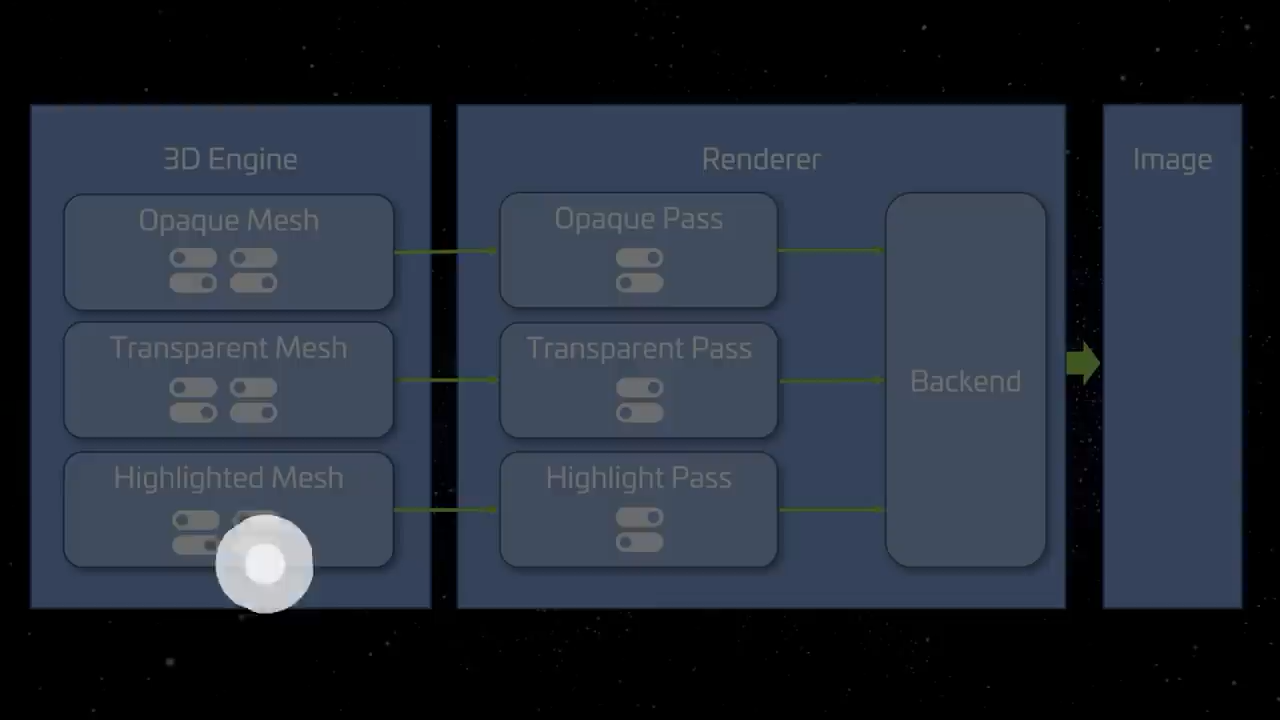 3D Engine
Opaque Mesh
Transparent Mesh
Highlighted Mesh
Renderer
Opaque Pass
Transparent Pass
Highlight Pass
Backend
Image